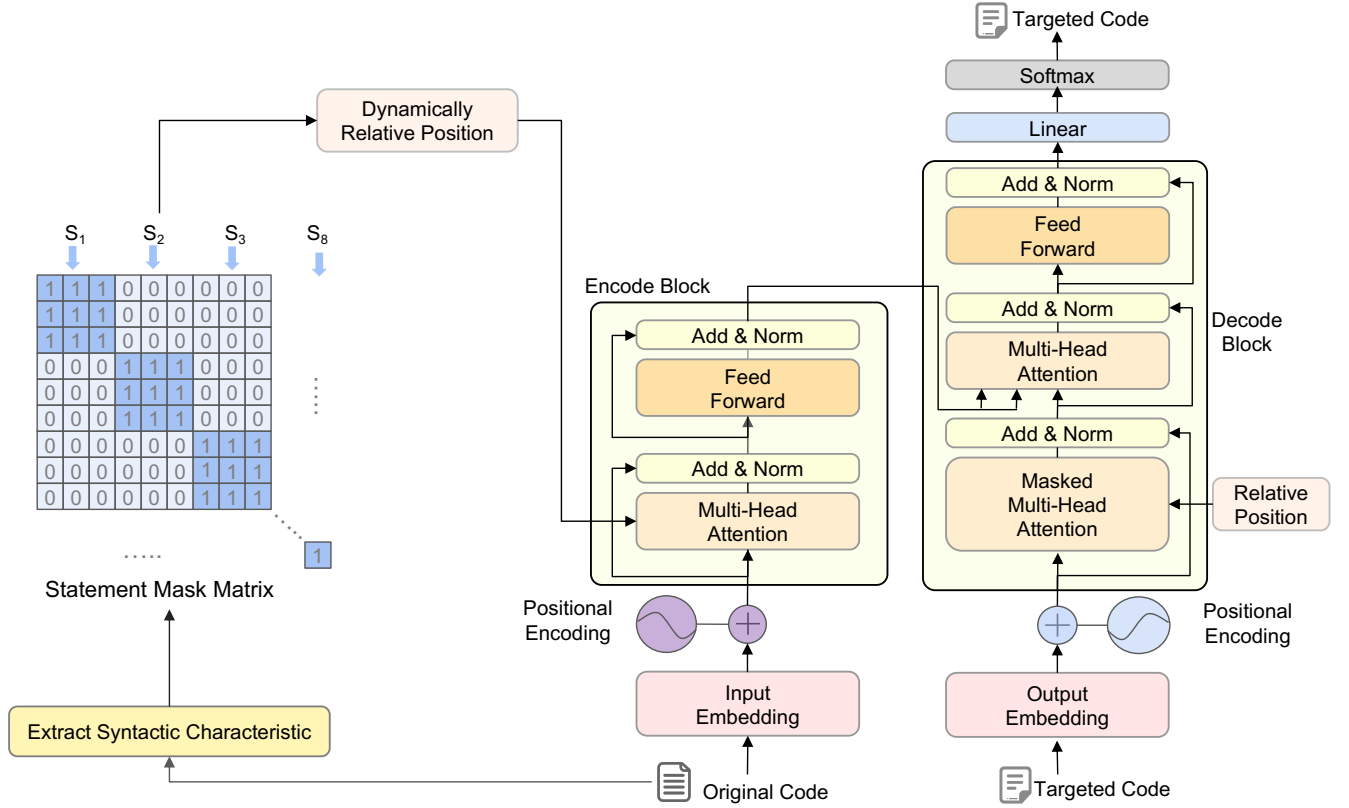 Targeted Code
Softmax
Linear
Add & Norm
Feed
Forward
Add & Norm
Multi-Head
Attention
Add & Norm
Masked
Multi-Head
Attention
Decode
Block
Relative
Position
Positional
Encoding
Output
Embedding
Targeted Code
Dynamically
Relative Position
S1 S2 S3 S8
1 1 1 0 0 0 0 0 0
1 1 1 0 0 0 0 0 0
1 1 1 0 0 0 0 0 0
0 0 0 1 1 1 0 0 0
0 0 0 1 1 1 0 0 0
0 0 0 1 1 1 0 0 0
0 0 0 0 0 0 1 1 1
0 0 0 0 0 0 1 1 1
0 0 0 0 0 0 1 1 1
1
.....
Statement Mask Matrix
Extract Syntactic Characteristic
Encode Block
Add & Norm
Feed
Forward
Add & Norm
Multi-Head
Attention
Positional
Encoding
Input
Embedding
Original Code